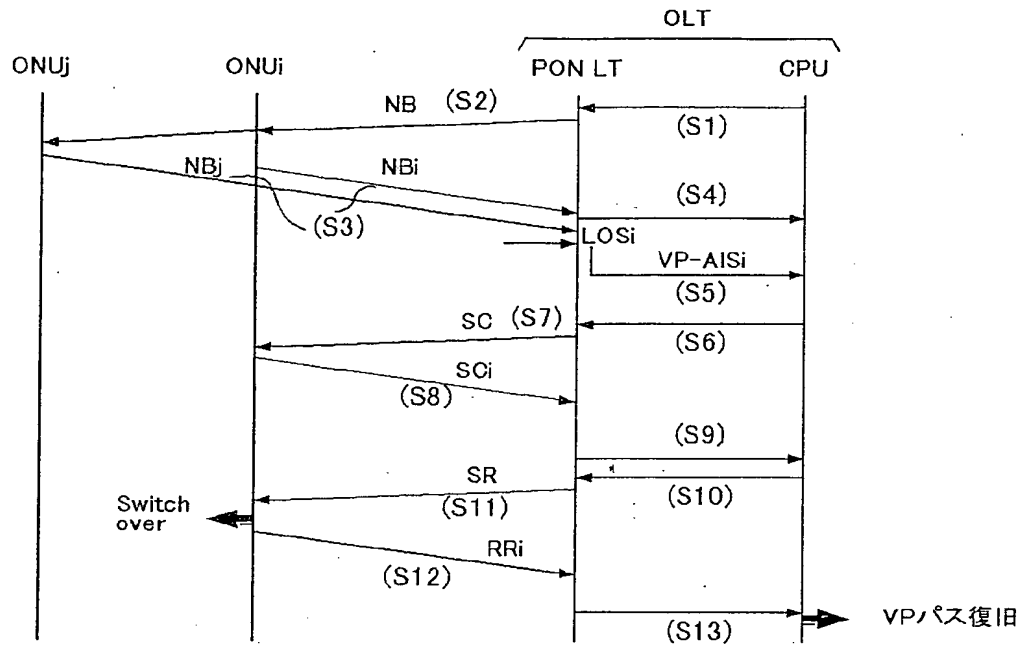 OLT
ONUj ONUi PON LT CPU
NB (S2)
(S1)
NBj NBi
(S3)
(S4)
LOSi
VP-AISi
(S5)
SC (S7)
(S6)
SCi
(S8)
(S9)
SR
(S11)
(S10)
Switch
over
RRi
(S12)
(S13)
VPパス復旧